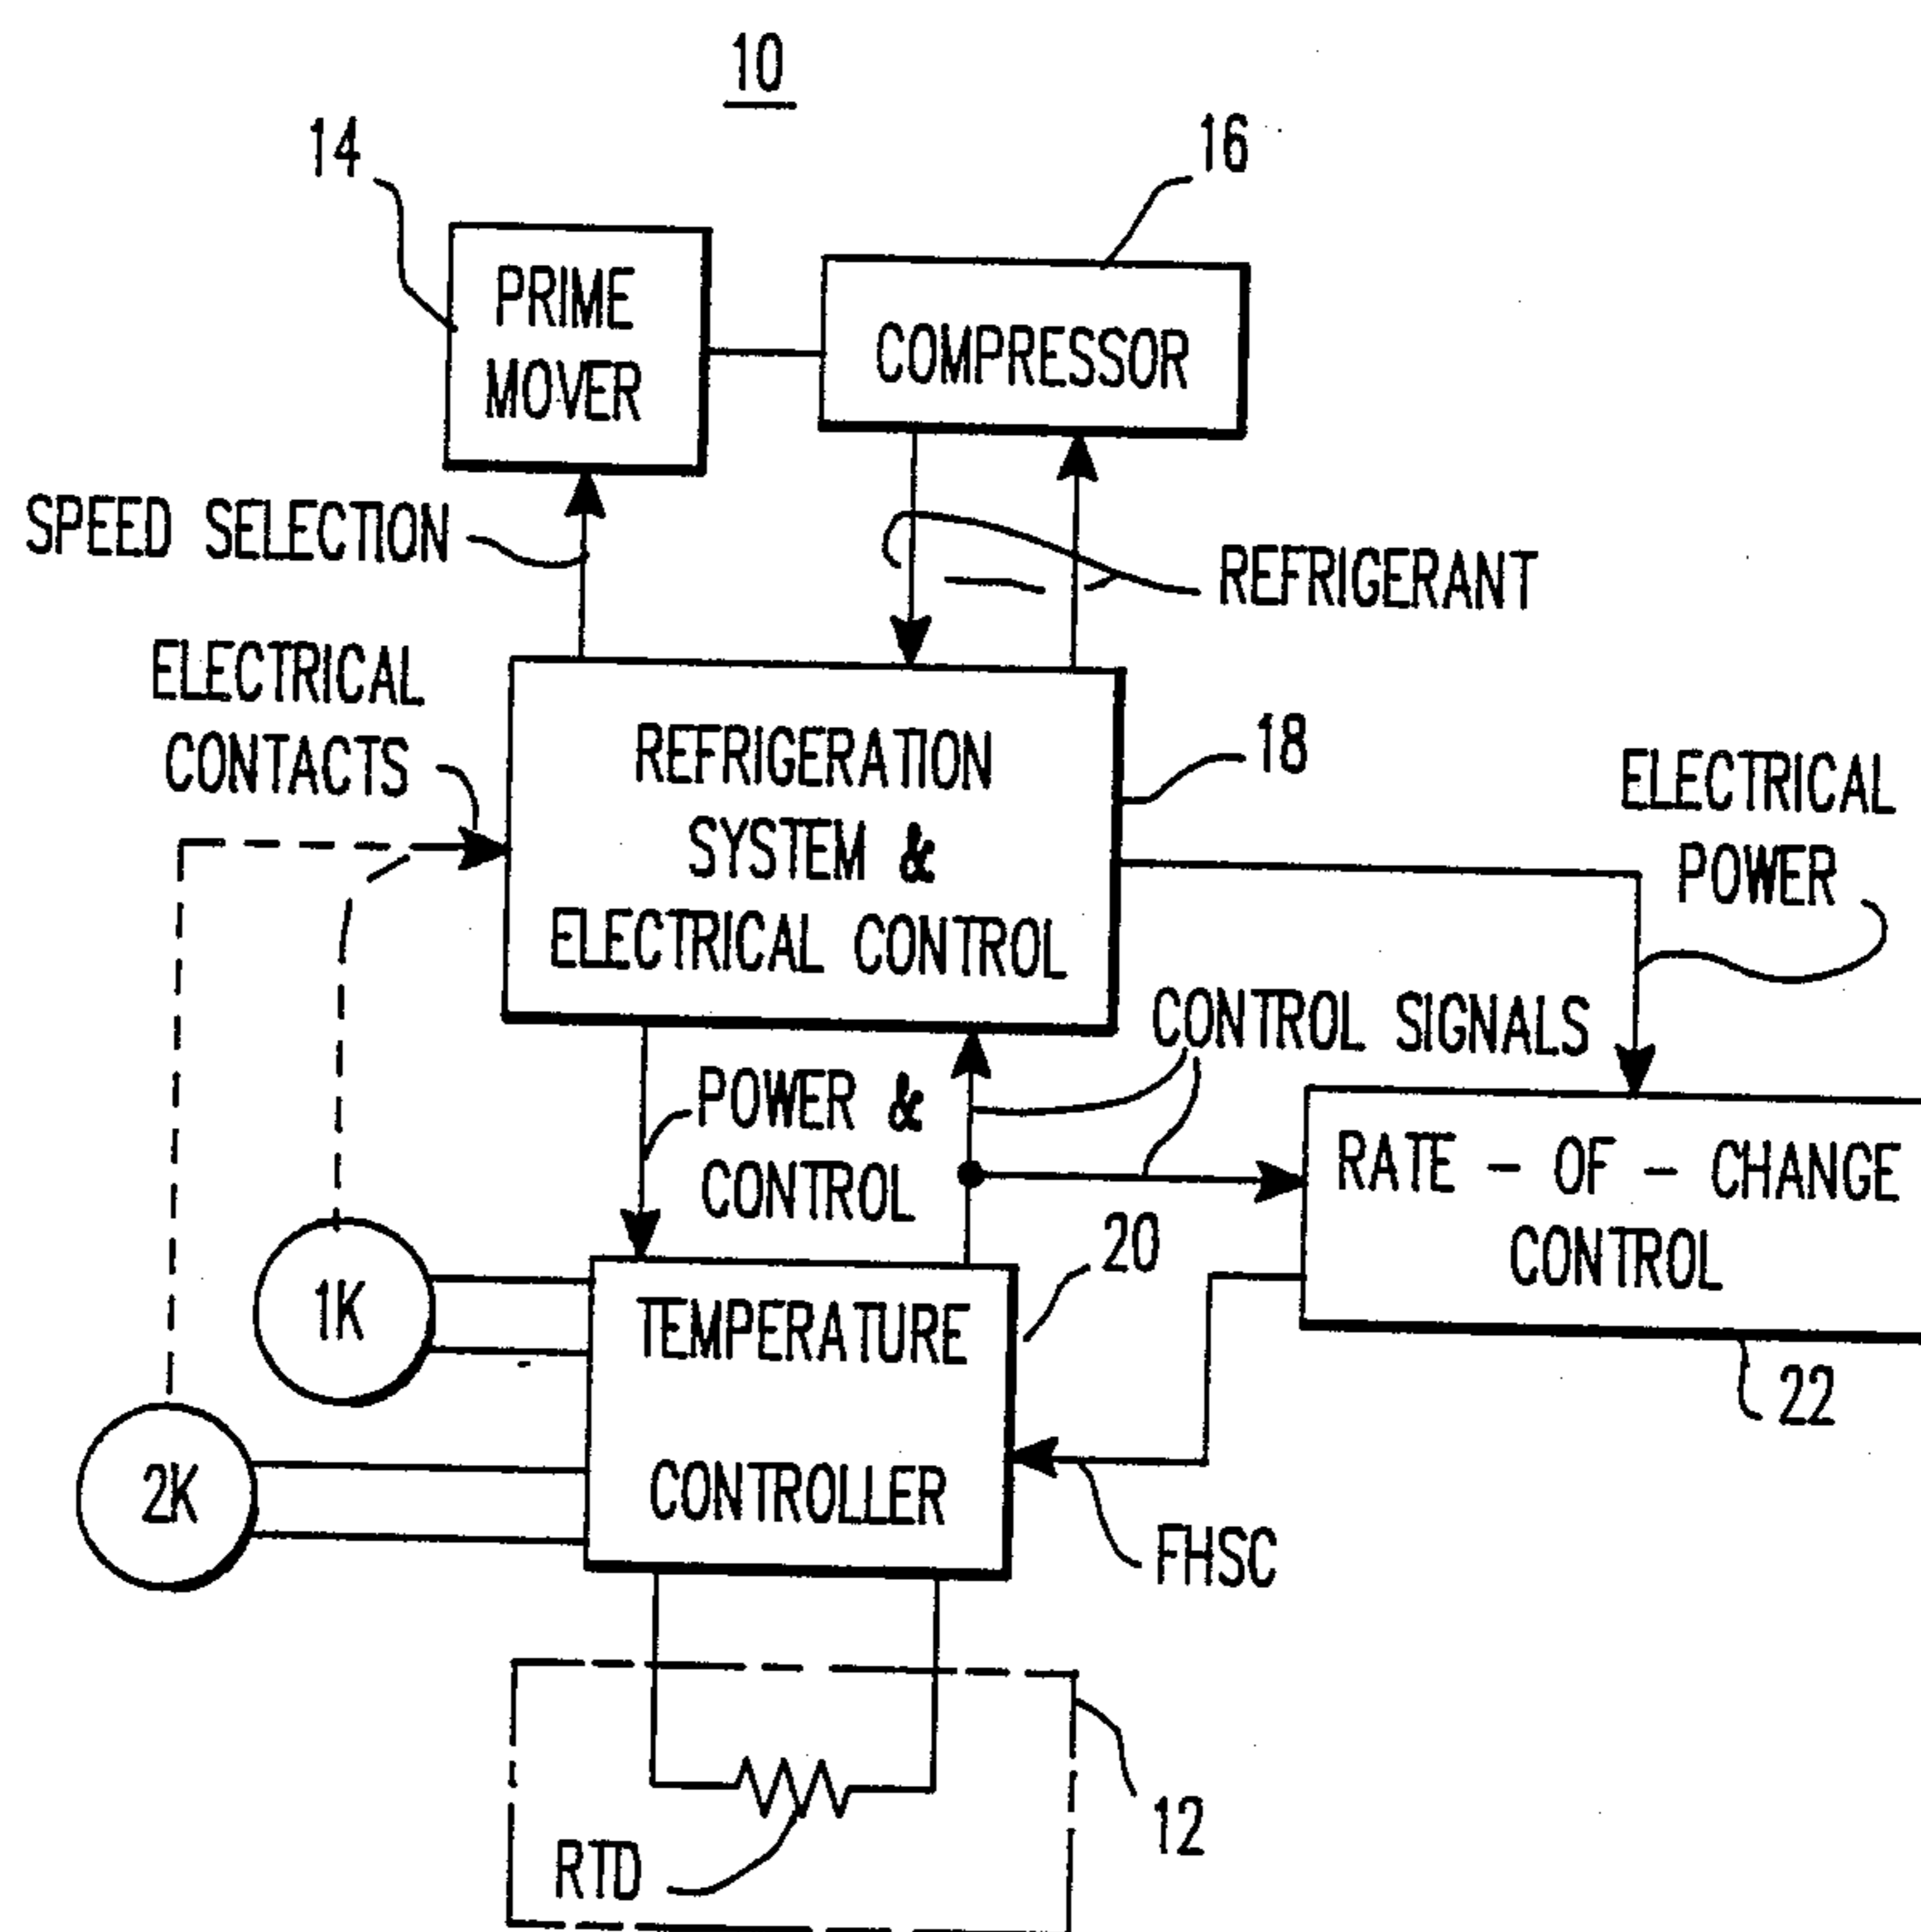 10
14
16
PRIME
MOVER
COMPRESSOR
SPEED SELECTION
REFRIGERANT
ELECTRICAL
CONTACTS
REFRIGERATION
SYSTEM &
ELECTRICAL CONTROL
18
ELECTRICAL
POWER
CONTROL SIGNALS
POWER &
CONTROL
RATE - OF - CHANGE
CONTROL
20
22
1K
TEMPERATURE
CONTROLLER
2K
FHSC
RTD
12